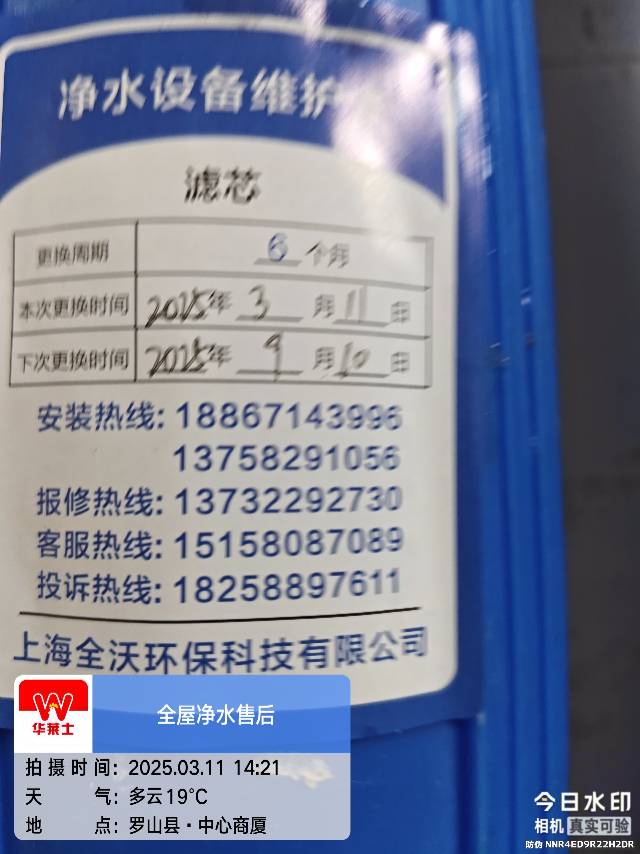 净水设备维护
滤芯
更换周期 6 个月
本次更换时间 2025年 3 月 11 日
下次更换时间 2025年 9 月 10 日
安装热线: 18867143996
13758291056
报修热线: 13732292730
客服热线: 15158087089
投诉热线: 18258897611
上海全沃环保科技有限公司
华莱士
全屋净水售后
拍摄时间: 2025.03.11 14:21
天气: 多云19℃
地点: 罗山县·中心商厦
今日水印
相机 真实可验
防伪 NNR4ED9R22H2DR